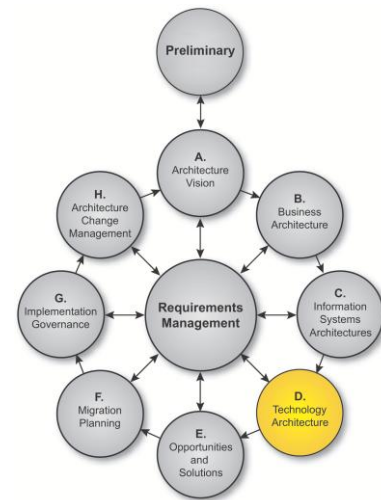 Preliminary
A.
Architecture
Vision
B.
Business
Architecture
C.
Information
Systems
Architectures
D.
Technology
Architecture
E.
Opportunities
and
Solutions
F.
Migration
Planning
G.
Implementation
Governance
H.
Architecture
Change
Management
Requirements
Management